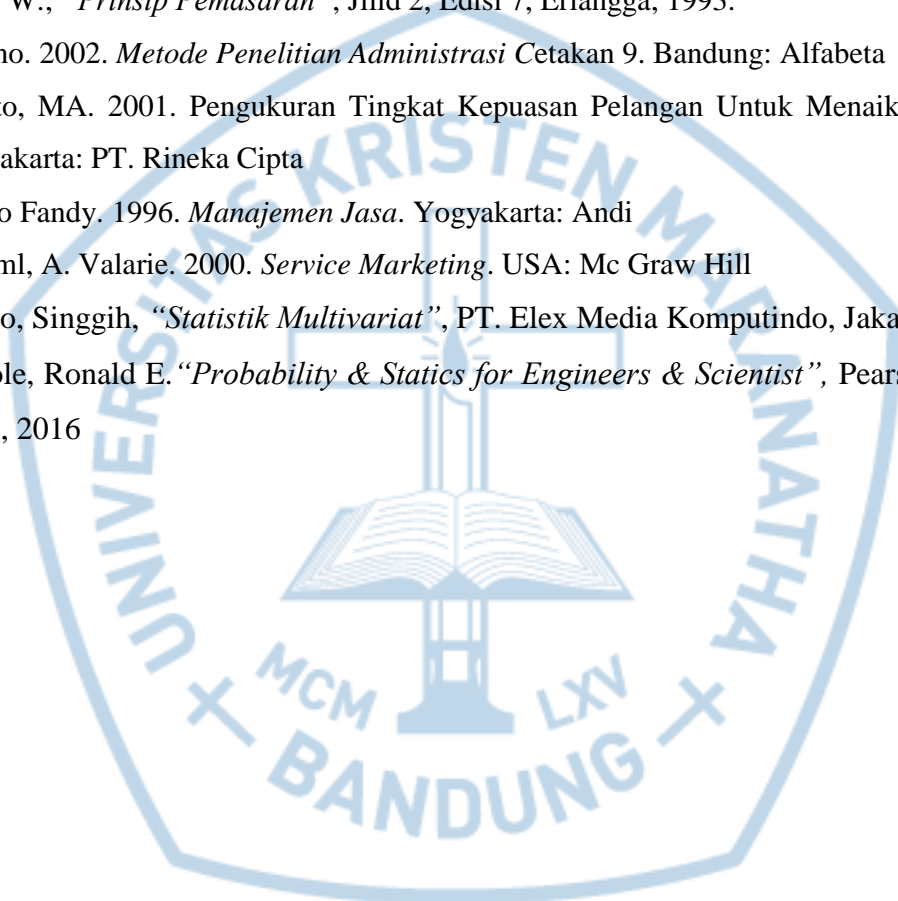 W., "Prinsip Pemasaran", Jilid 2, Edisi 7, Erlangga, 1995.
no. 2002. Metode Penelitian Administrasi Cetakan 9. Bandung: Alfabeta
to, MA. 2001. Pengukuran Tingkat Kepuasan Pelangan Untuk Menaik
akarta: PT. Rineka Cipta
o Fandy. 1996. Manajemen Jasa. Yogyakarta: Andi
ml, A. Valarie. 2000. Service Marketing. USA: Mc Graw Hill
o, Singgih, “Statistik Multivariat”, PT. Elex Media Komputindo, Jaka
ole, Ronald E.“Probability & Statics for Engineers & Scientist”, Pears
, 2016
UNIVERSITAS KRISTEN MARANATHA
MCM LXV
BANDUNG